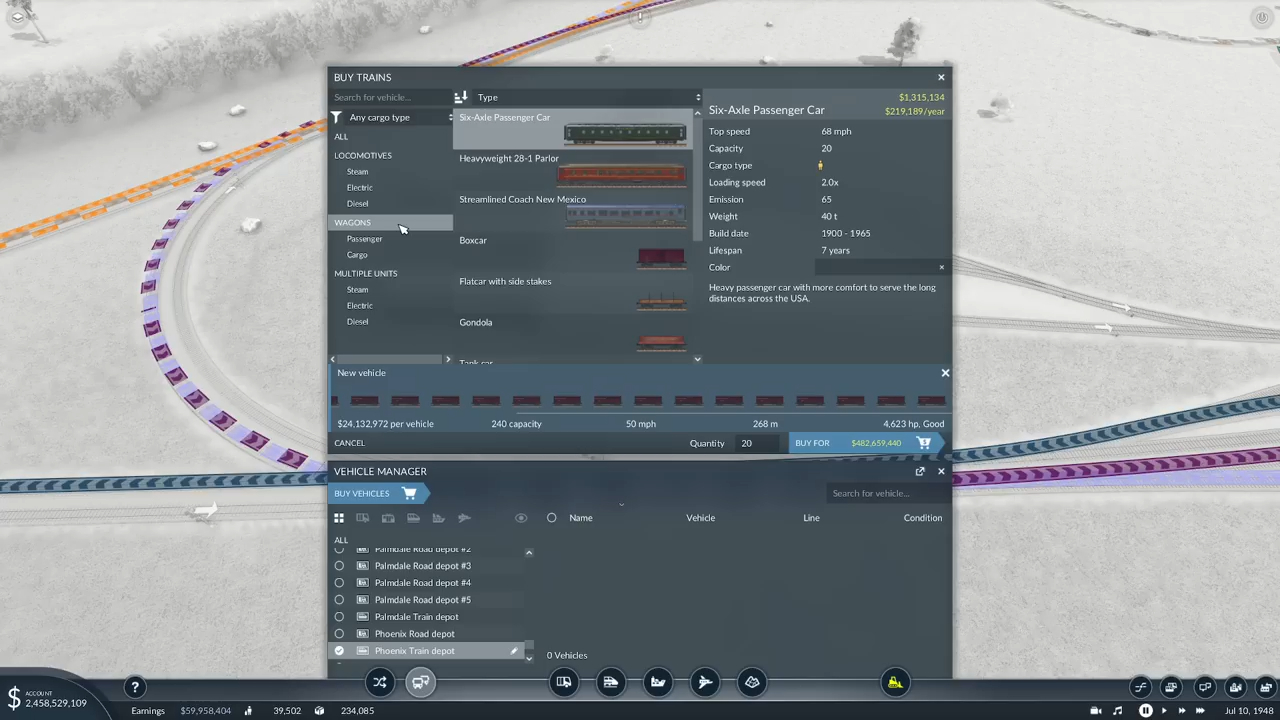 BUY TRAINS
Search for vehicle...
Type
Any cargo type
ALL
LOCOMOTIVES
Steam
Electric
Diesel
WAGONS
Passenger
Cargo
MULTIPLE UNITS
Steam
Electric
Diesel
Six-Axle Passenger Car
Heavyweight 28-1 Parlor
Streamlined Coach New Mexico
Boxcar
Flatcar with side stakes
Gondola
Tank car
$1,315,134
Six-Axle Passenger Car
$219,189/year
Top speed 68 mph
Capacity 20
Cargo type
Loading speed 2.0x
Emission 65
Weight 40 t
Build date 1900 - 1965
Lifespan 7 years
Color
Heavy passenger car with more comfort to serve the long
distances across the USA.
New vehicle
$24,132,972 per vehicle 240 capacity 50 mph 268 m 4,623 hp, Good
CANCEL Quantity 20 BUY FOR $482,659,440
VEHICLE MANAGER
BUY VEHICLES
Search for vehicle...
Name Vehicle Line Condition
ALL
Palmdale Road depot #2
Palmdale Road depot #3
Palmdale Road depot #4
Palmdale Road depot #5
Palmdale Train depot
Phoenix Road depot
Phoenix Train depot
0 Vehicles
$ ACCOUNT
2,458,529,109
?
Earnings $59,958,404 39,502 234,085
Jul 10, 1948